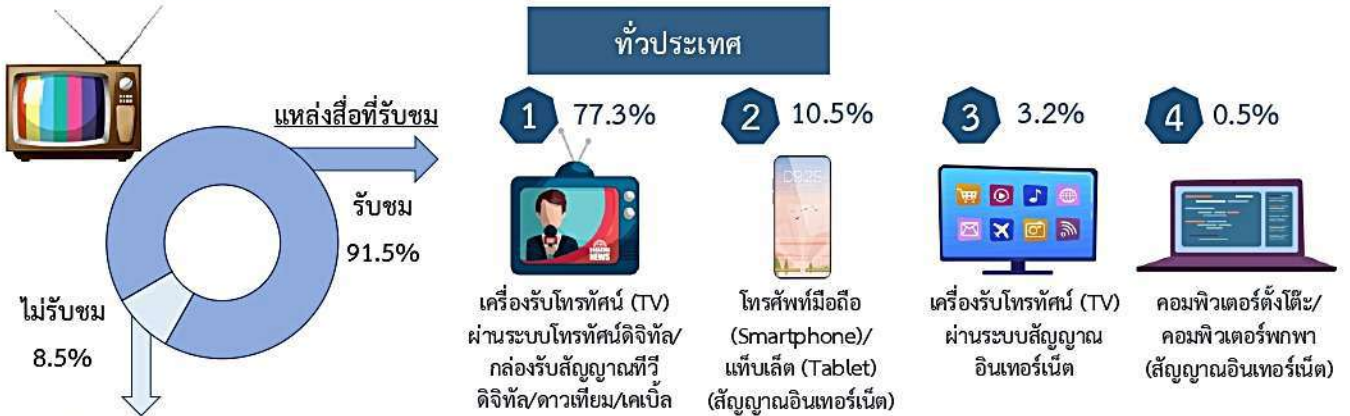 ทั่วประเทศ
แหล่งสื่อที่รับชม
รับชม
91.5%
ไม่รับชม
8.5%
1 77.3%
NEWS
เครื่องรับโทรทัศน์ (TV)
ผ่านระบบโทรทัศน์ดิจิทัล/
กล่องรับสัญญาณทีวี
ดิจิทัล/ดาวเทียม/เคเบิ้ล
2 10.5%
09:25
โทรศัพท์มือถือ
(Smartphone)/
แท็บเล็ต (Tablet)
(สัญญาณอินเทอร์เน็ต)
3 3.2%
เครื่องรับโทรทัศน์ (TV)
ผ่านระบบสัญญาณ
อินเทอร์เน็ต
4 0.5%
คอมพิวเตอร์ตั้งโต๊ะ/
คอมพิวเตอร์พกพา
(สัญญาณอินเทอร์เน็ต)